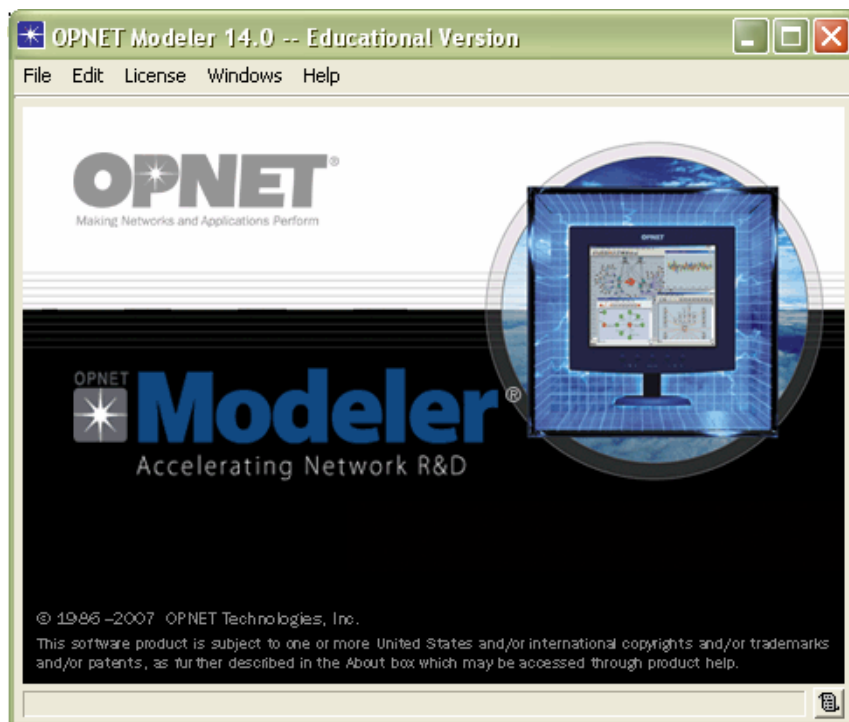 OPNET Modeler 14.0 -- Educational Version
File Edit License Windows Help
OPNET®
Making Networks and Applications Perform
OPNET
OPNET
Modeler®
Accelerating Network R&D
© 1986-2007 OPNET Technologies, Inc.
This software product is subject to one or more United States and/or international copyrights and/or trademarks
and/or patents, as further described in the About box which may be accessed through product help.